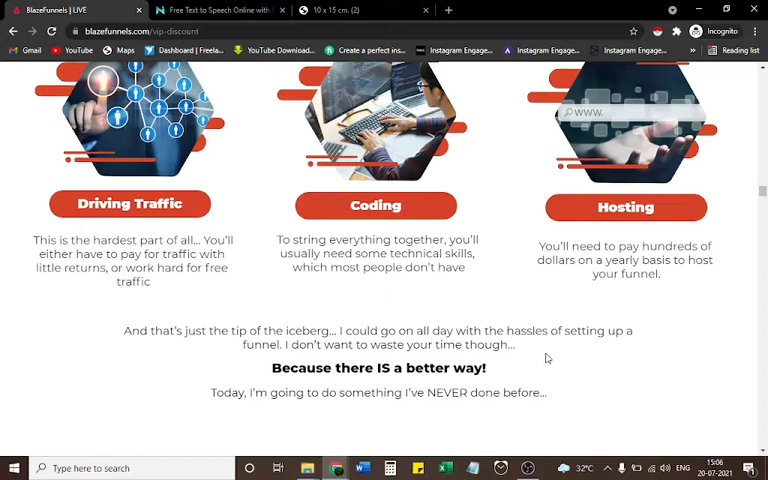 BlazeFunnels | LIVE
Free Text to Speech Online with
10 x 15 cm. (2)
blazefunnels.com/vip-discount
Incognito
Gmail
YouTube
Maps
Dashboard | Freela...
YouTube Download...
Create a perfect ins...
Instagram Engagem...
Instagram Engagem...
Instagram Engagem...
»
Reading list
WWW.
Driving Traffic
Coding
Hosting
This is the hardest part of all... You'll
either have to pay for traffic with
little returns, or work hard for free
traffic
To string everything together, you'll
usually need some technical skills,
which most people don't have
You'll need to pay hundreds of
dollars on a yearly basis to host
your funnel.
And that's just the tip of the iceberg... I could go on all day with the hassles of setting up a
funnel. I don't want to waste your time though...
Because there IS a better way!
Today, I'm going to do something I've NEVER done before...
Type here to search
32°C
ENG
15:06
20-07-2021